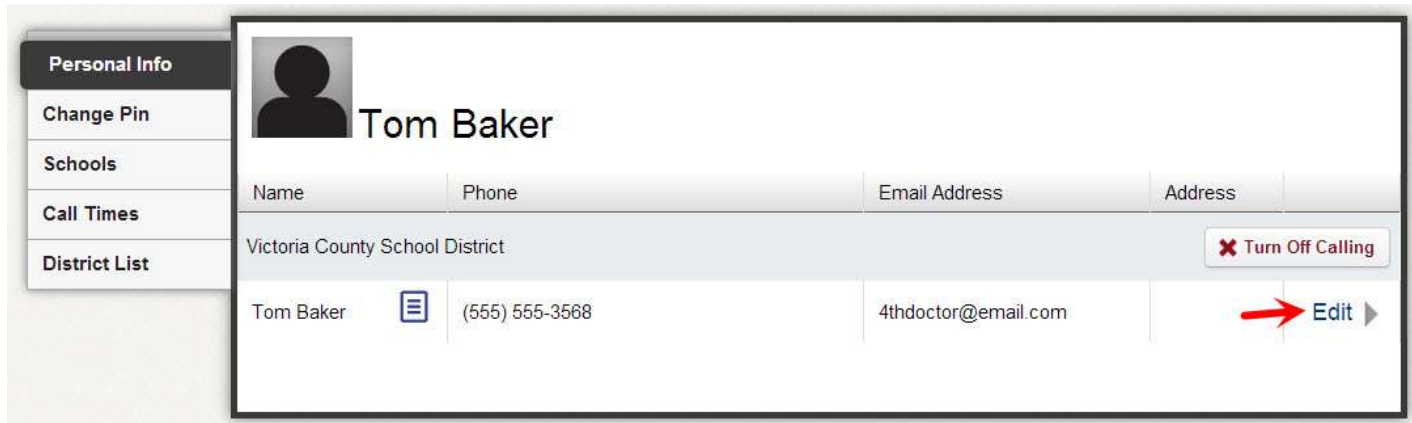 Personal Info
Change Pin
Schools
Call Times
District List
Tom Baker
Name Phone Email Address Address
Victoria County School District Turn Off Calling
Tom Baker (555) 555-3568 4thdoctor@email.com Edit